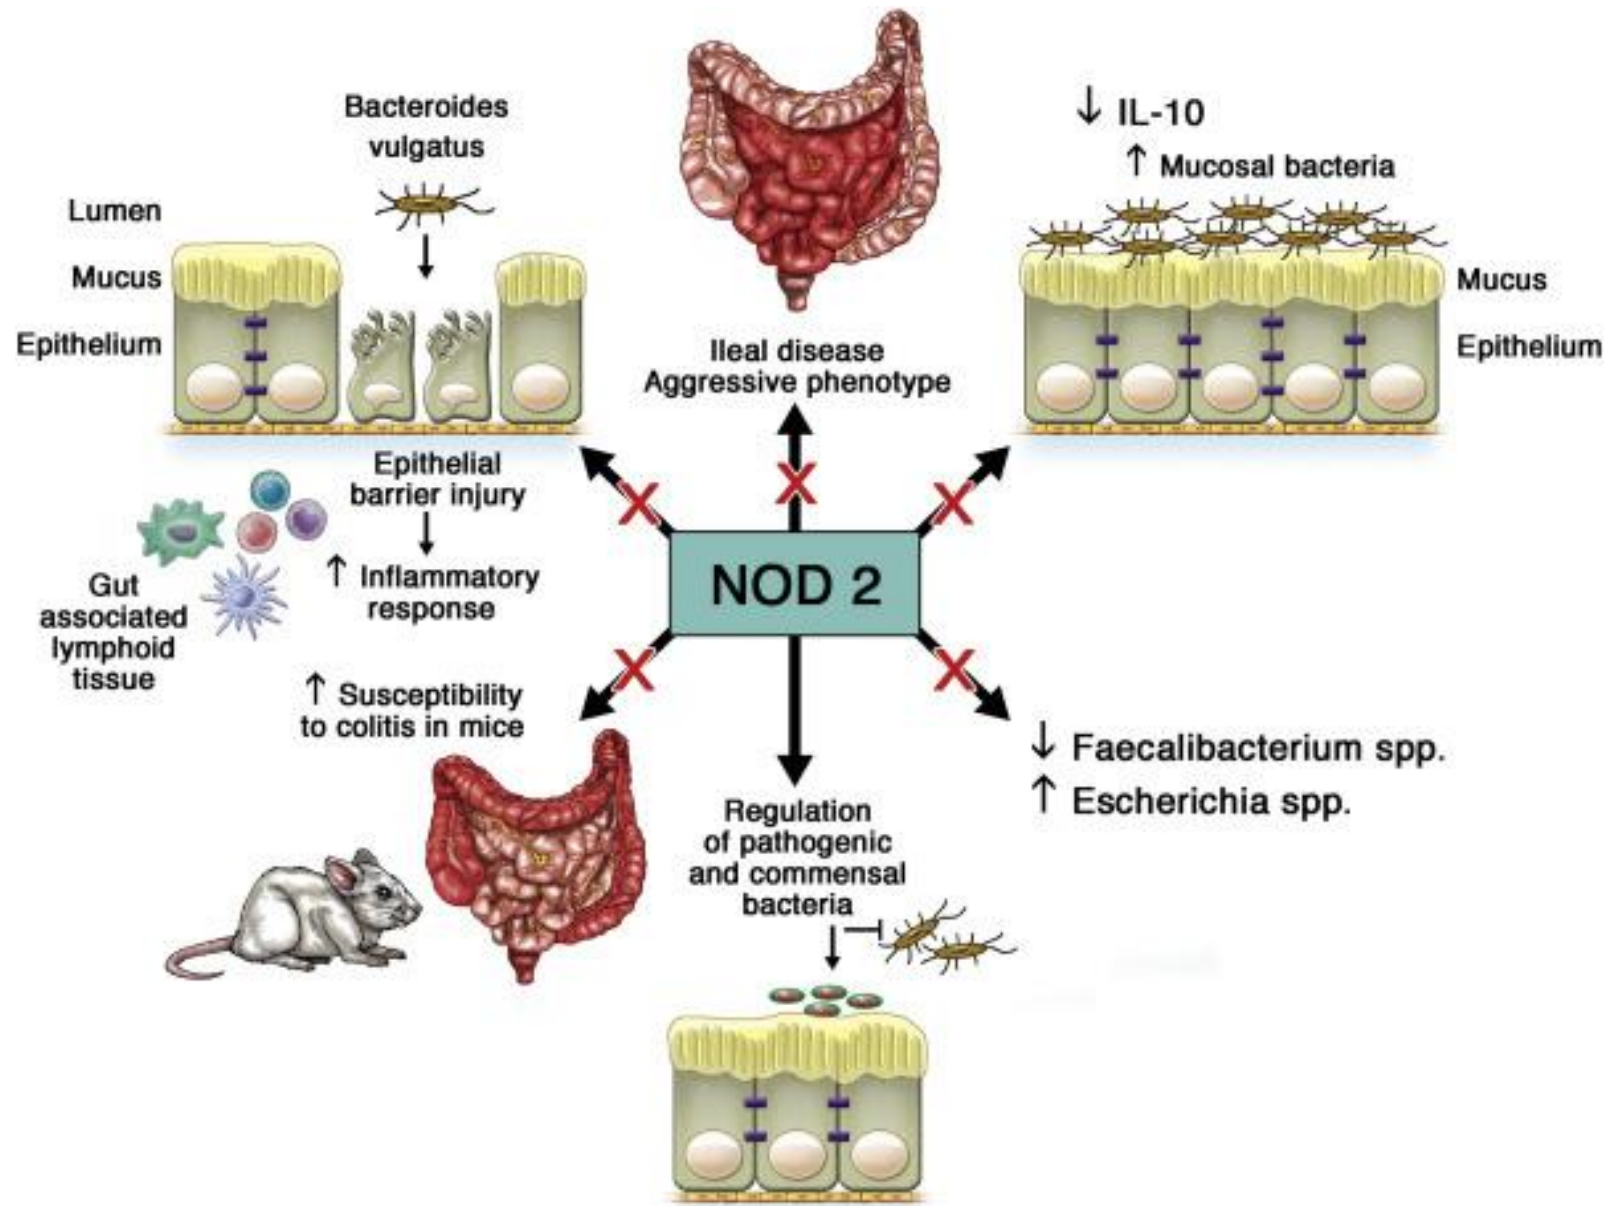 Bacteroides
vulgatus
Lumen
Mucus
Epithelium
Epithelial
barrier injury
↑ Inflammatory
response
Gut
associated
lymphoid
tissue
Ileal disease
Aggressive phenotype
↓ IL-10
↑ Mucosal bacteria
Mucus
Epithelium
NOD 2
↑ Susceptibility
to colitis in mice
Regulation
of pathogenic
and commensal
bacteria
↓ Faecalibacterium spp.
↑ Escherichia spp.